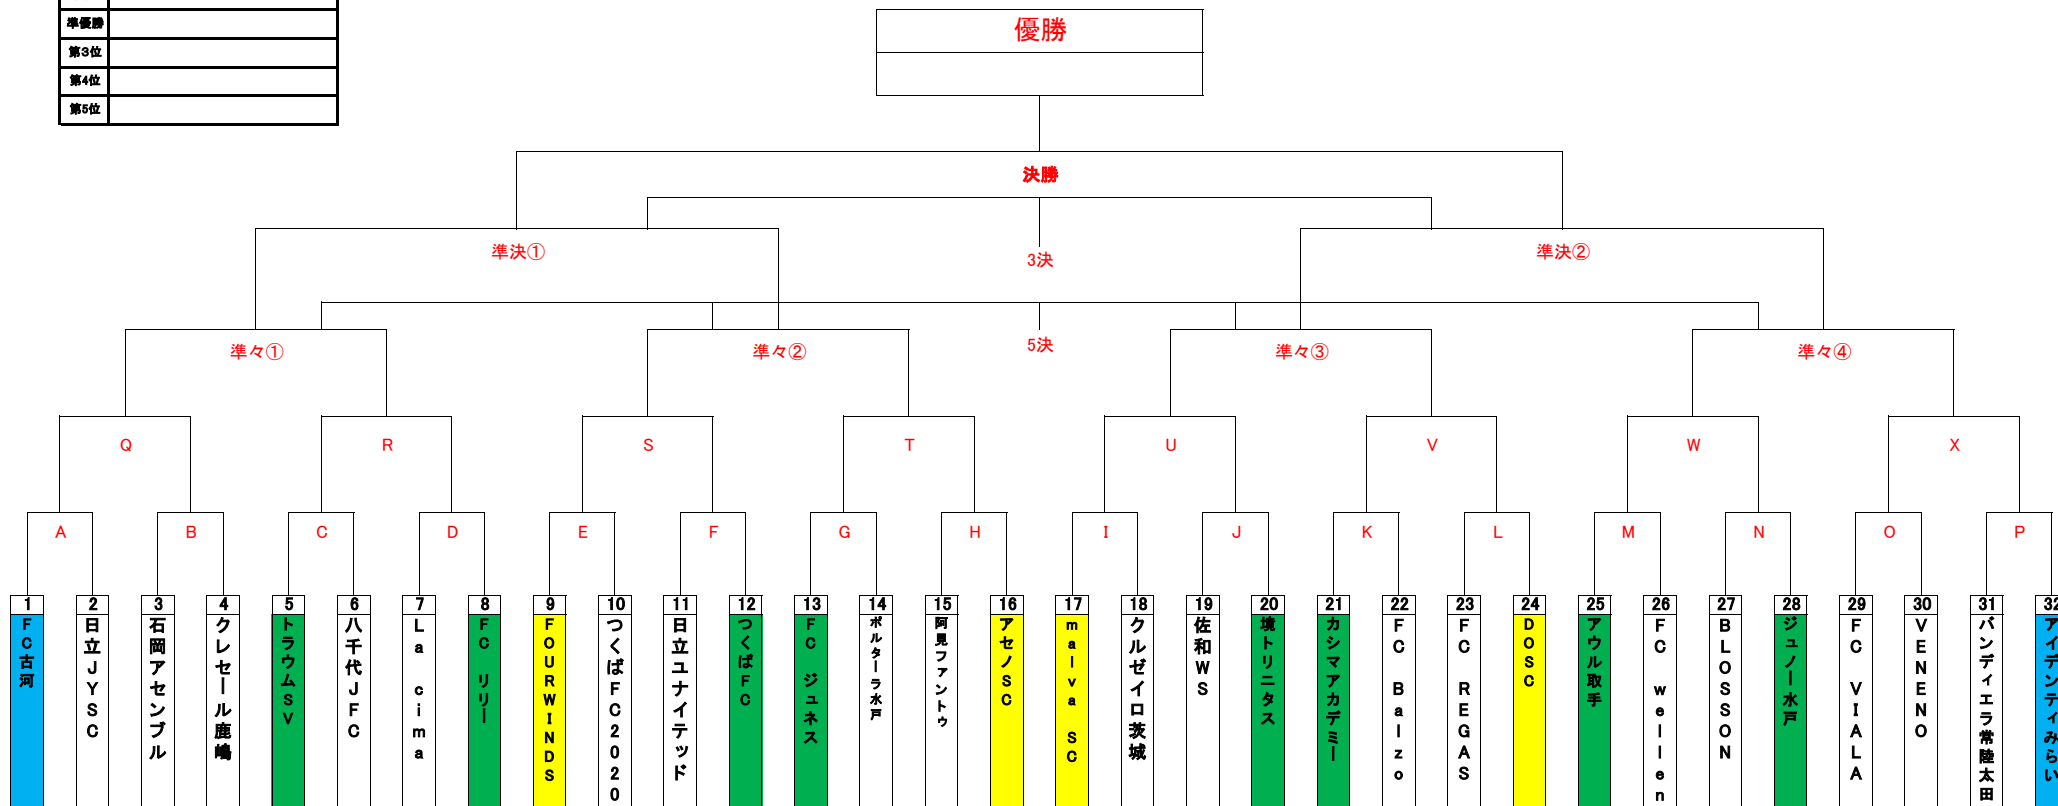 準優勝
第3位
第4位
第5位
優勝
決勝
準決①
3決
準決②
準々①
準々②
5決
準々③
準々④
Q
R
S
T
U
V
W
X
A
B
C
D
E
F
G
H
I
J
K
L
M
N
O
P
1
2
3
4
5
6
7
8
9
10
11
12
13
14
15
16
17
18
19
20
21
22
23
24
25
26
27
28
29
30
31
32
FC古河
日立JYSC
石岡アセンブル
クレセール鹿嶋
トラウムSV
八千代JFC
La cima
FC リリー
FOURWINDS
つくばFC2020
日立ユナイテッド
つくばFC
FC ジュネス
ボルターラ水戸
阿見ファントゥ
アセノSC
malva SC
クルゼイロ茨城
佐和WS
境トリニタス
カシマアカデミー
FC Balzo
FC REGAS
DOSC
アウル取手
FC wellen
BLOSSON
ジュノー水戸
FC VIALA
VENENO
バンディエラ常陸太田
アイデンティみらい